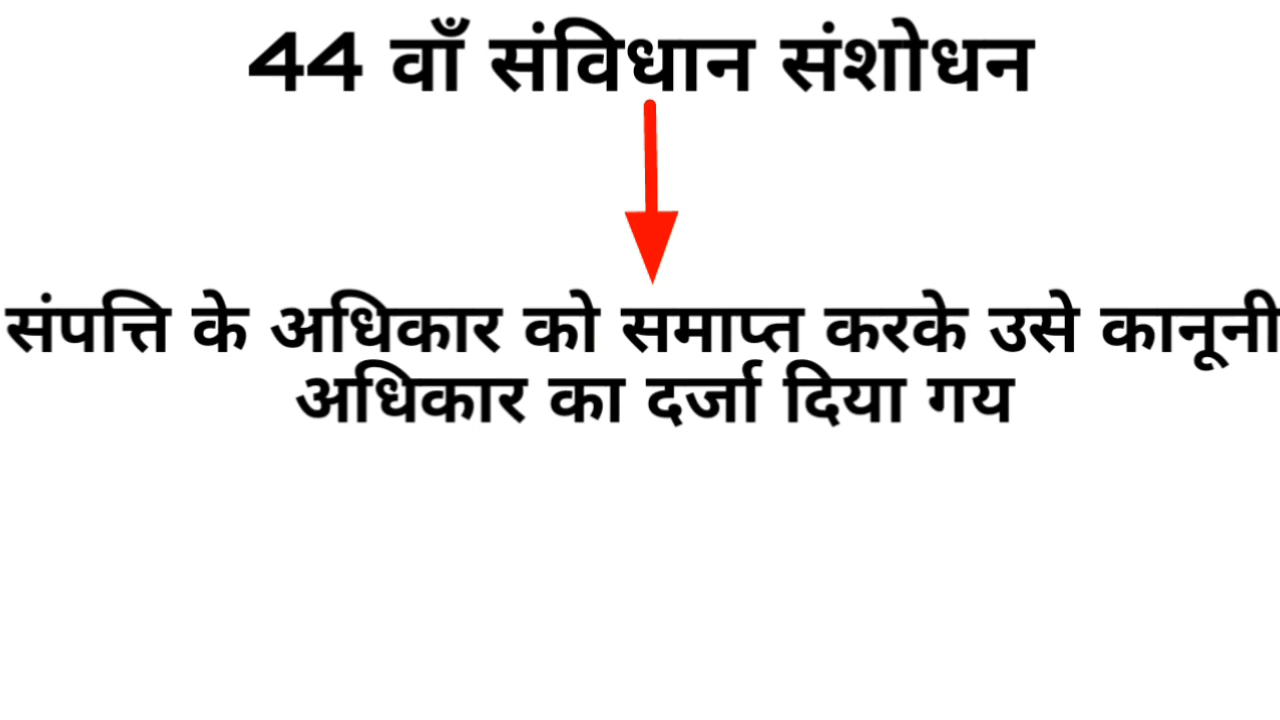 44 वाँ संविधान संशोधन
संपत्ति के अधिकार को समाप्त करके उसे कानूनी
अधिकार का दर्जा दिया गय